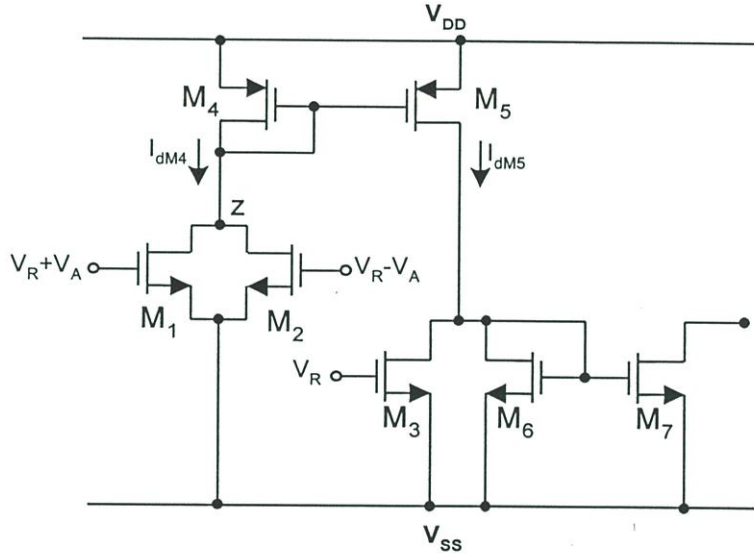 V_DD
M_4
M_5
I_dM4
I_dM5
Z
V_R+V_A
V_R-V_A
M_1
M_2
V_R
M_3
M_6
M_7
V_SS